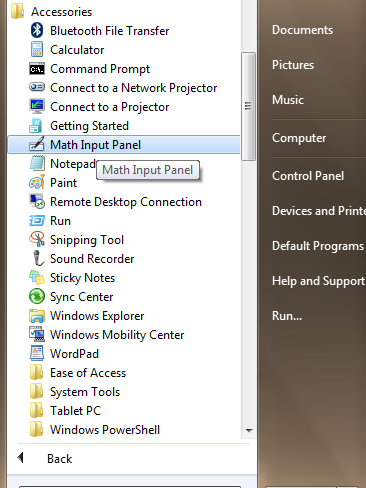 Accessories
Bluetooth File Transfer
Calculator
Command Prompt
Connect to a Network Projector
Connect to a Projector
Getting Started
Math Input Panel
Notepad
Math Input Panel
Paint
Remote Desktop Connection
Run
Snipping Tool
Sound Recorder
Sticky Notes
Sync Center
Windows Explorer
Windows Mobility Center
WordPad
Ease of Access
System Tools
Tablet PC
Windows PowerShell
Back
Documents
Pictures
Music
Computer
Control Panel
Devices and Printe
Default Programs
Help and Support
Run...